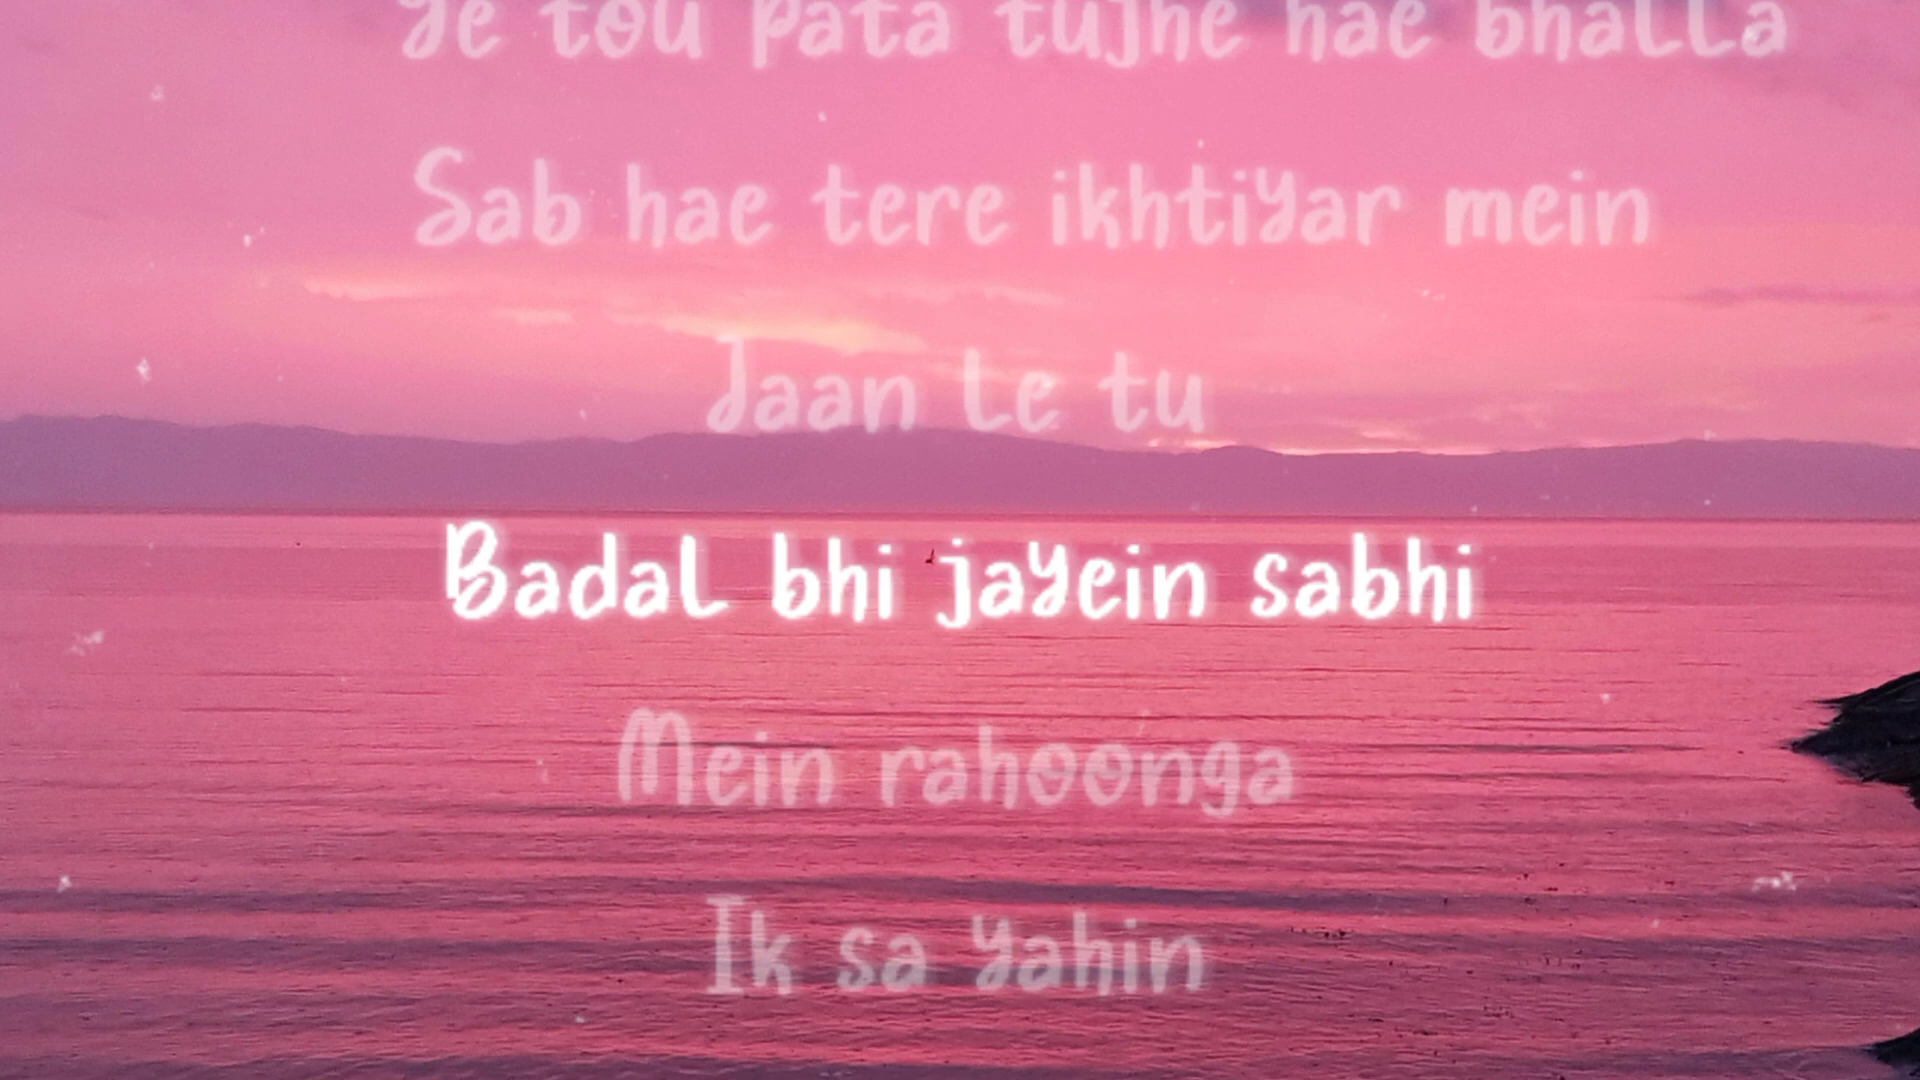 Ye tou pata tujhe hae bhalla
Sab hae tere ikhtiyar mein
Jaan le tu
Badal bhi jayein sabhi
Mein rahoonga
Ik sa yahin